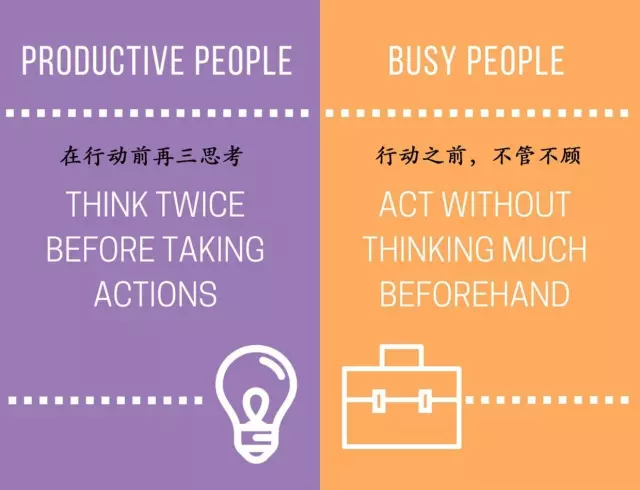 PRODUCTIVE PEOPLE
在行动前再三思考
THINK TWICE
BEFORE TAKING
ACTIONS
BUSY PEOPLE
行动之前，不管不顾
ACT WITHOUT
THINKING MUCH
BEFOREHAND